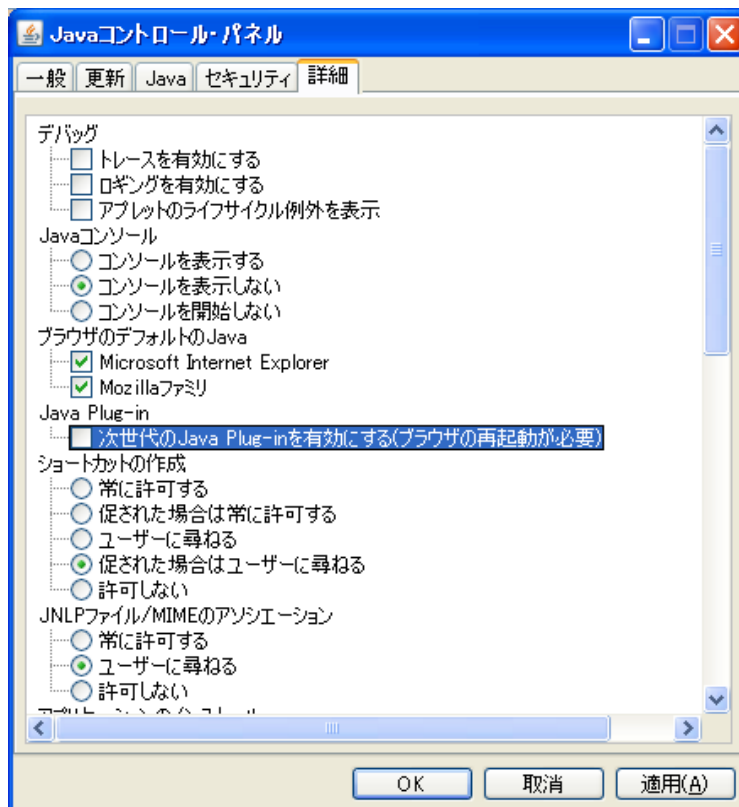 Javaコントロール・パネル
一般 更新 Java セキュリティ 詳細
デバッグ
トレースを有効にする
ロギングを有効にする
アプレットのライフサイクル例外を表示
Javaコンソール
コンソールを表示する
コンソールを表示しない
コンソールを開始しない
ブラウザのデフォルトのJava
Microsoft Internet Explorer
Mozillaファミリ
Java Plug-in
次世代のJava Plug-inを有効にする(ブラウザの再起動が必要)
ショートカットの作成
常に許可する
促された場合は常に許可する
ユーザーに尋ねる
促された場合はユーザーに尋ねる
許可しない
JNLPファイル/MIMEのアソシエーション
常に許可する
ユーザーに尋ねる
許可しない
OK 取消 適用(A)